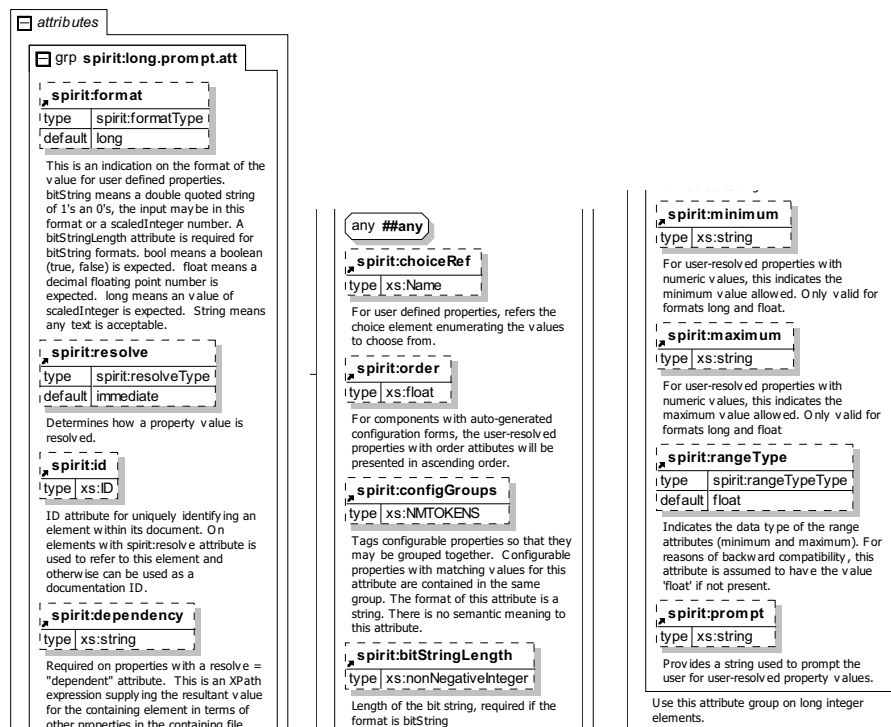 attributes
grp spirit:long.prompt.att
spirit:format
type spirit:formatType
default long
This is an indication on the format of the
value for user defined properties.
bitString means a double quoted string
of 1's an 0's, the input maybe in this
format or a scaledInteger number. A
bitStringLength attribute is required for
bitString formats. bool means a boolean
(true, false) is expected. float means a
decimal floating point number is
expected. long means an value of
scaledInteger is expected. String means
any text is acceptable.
spirit:resolve
type spirit:resolveType
default immediate
Determines how a property value is
resolved.
spirit:id
type xs:ID
ID attribute for uniquely identifying an
element within its document. On
elements with spirit:resolve attribute is
used to refer to this element and
otherwise can be used as a
documentation ID.
spirit:dependency
type xs:string
Required on properties with a resolve =
"dependent" attribute. This is an XPath
expression supplying the resultant value
for the containing element in terms of
other properties in the containing file
any ##any
spirit:choiceRef
type xs:Name
For user defined properties, refers the
choice element enumerating the values
to choose from.
spirit:order
type xs:float
For components with auto-generated
configuration forms, the user-resolved
properties with order attibutes will be
presented in ascending order.
spirit:configGroups
type xs:NMTOKENS
Tags configurable properties so that they
may be grouped together. Configurable
properties with matching values for this
attribute are contained in the same
group. The format of this attribute is a
string. There is no semantic meaning to
this attribute.
spirit:bitStringLength
type xs:nonNegativeInteger
Length of the bit string, required if the
format is bitString
spirit:minimum
type xs:string
For user-resolved properties with
numeric values, this indicates the
minimum value allowed. Only valid for
formats long and float.
spirit:maximum
type xs:string
For user-resolved properties with
numeric values, this indicates the
maximum value allowed. Only valid for
formats long and float
spirit:rangeType
type spirit:rangeTypeType
default float
Indicates the data type of the range
attributes (minimum and maximum). For
reasons of backward compatibility, this
attribute is assumed to have the value
'float' if not present.
spirit:prompt
type xs:string
Provides a string used to prompt the
user for user-resolved property values.
Use this attribute group on long integer
elements.